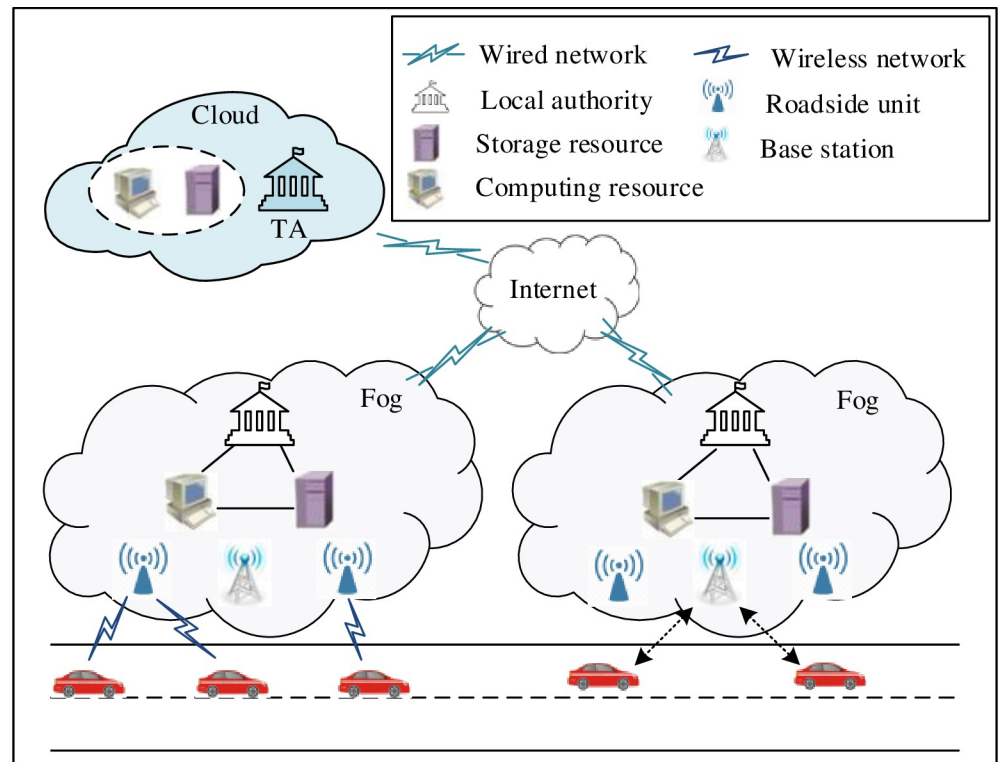 Wired network
Wireless network
Local authority
Roadside unit
Storage resource
Base station
Computing resource
Cloud
TA
Internet
Fog
Fog